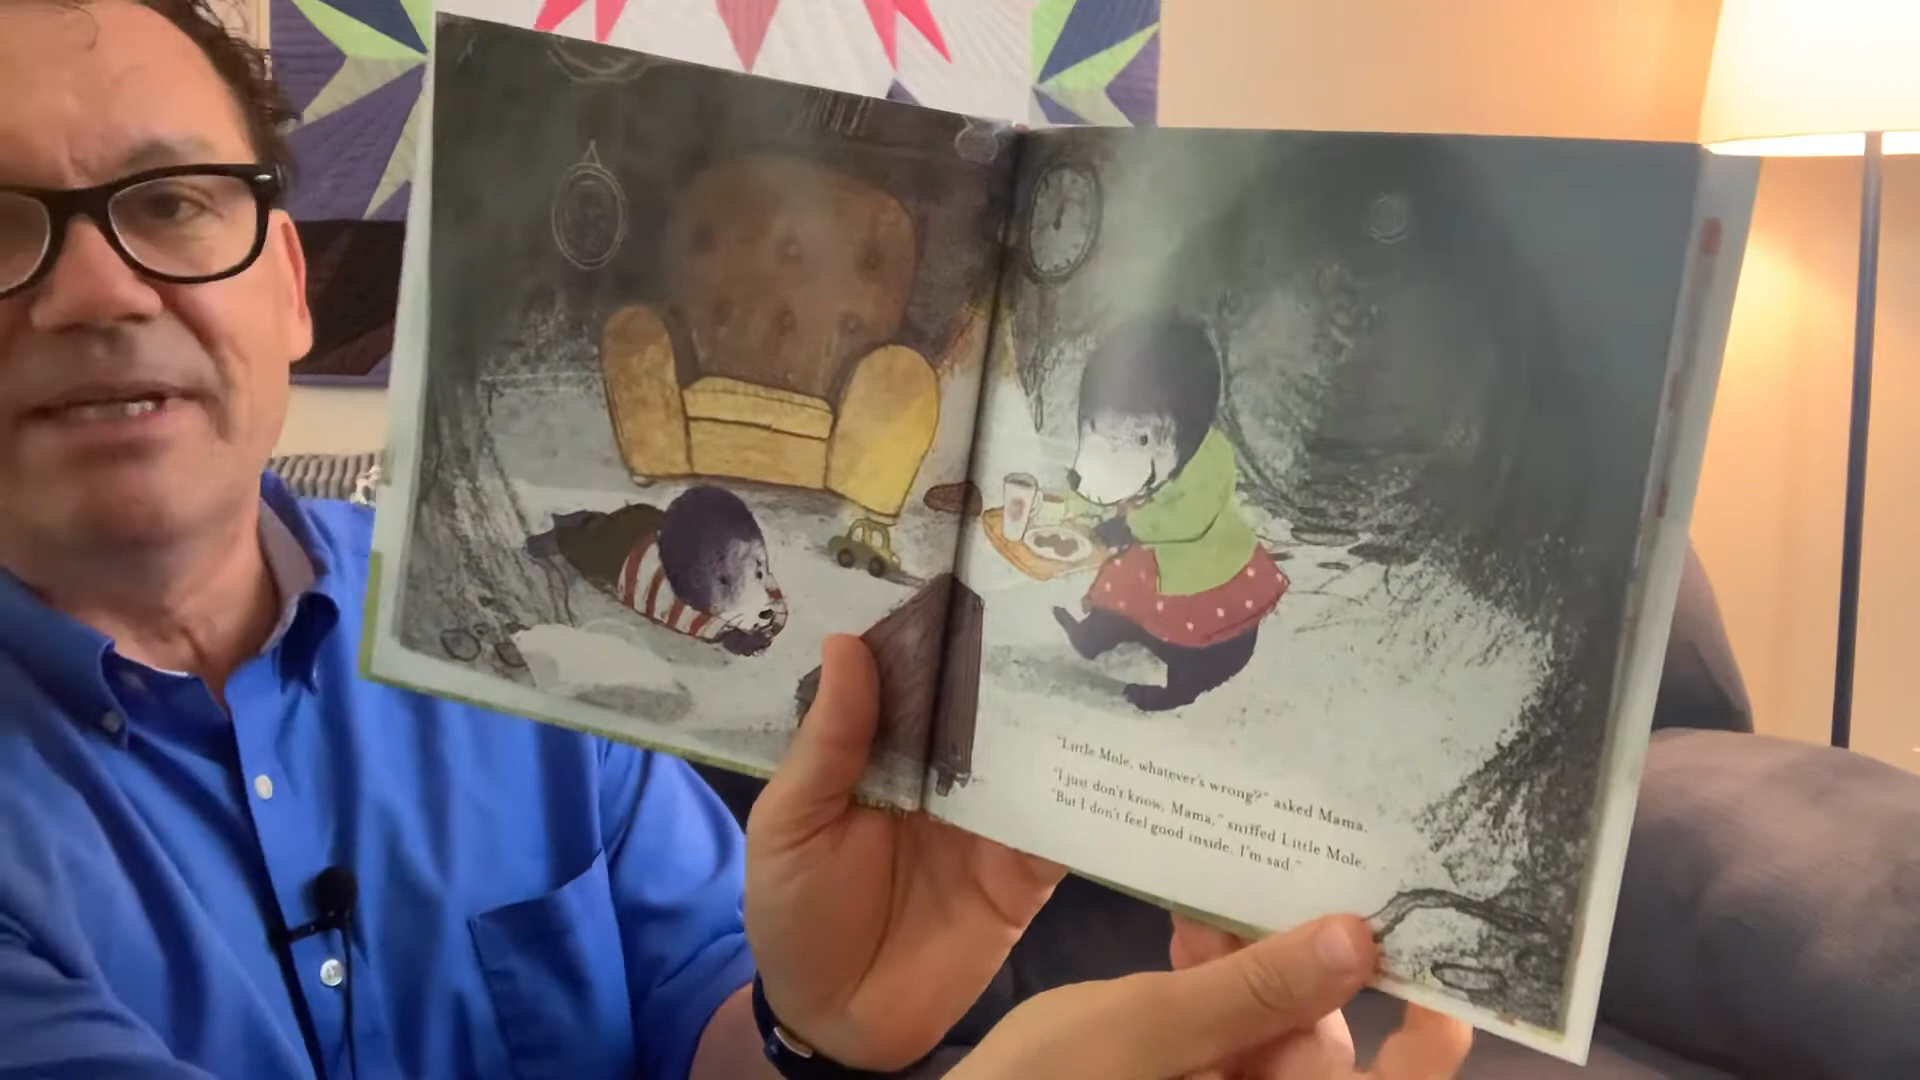 "Little Mole, whatever's wrong?" asked Mama.
"I just don't know, Mama," sniffed Little Mole.
"But I don't feel good inside. I'm sad."